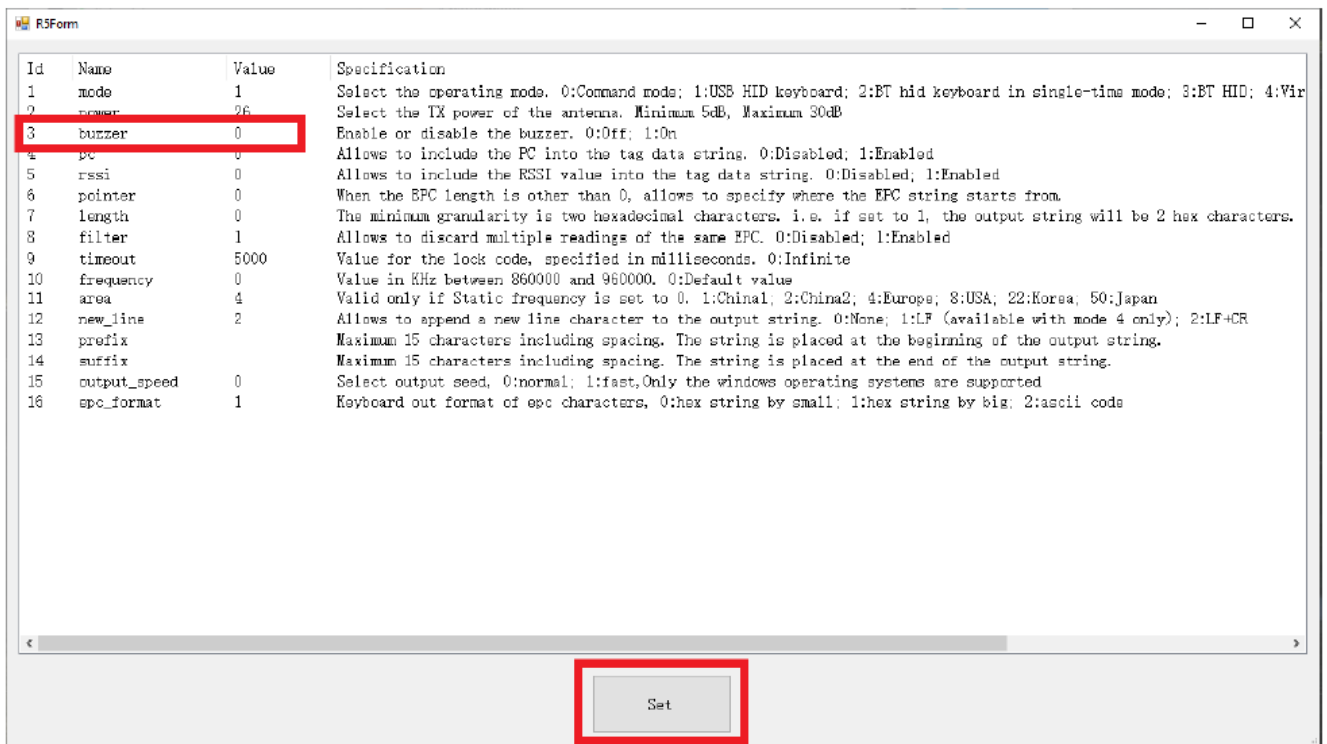 R5Form
Id Name Value Specification
1 mode 1 Select the operating mode. 0:Command mode; 1:USB HID keyboard; 2:BT hid keyboard in single-time mode; 3:BT HID; 4:Vir
2 power 26 Select the TX power of the antenna. Minimum 5dB, Maximum 30dB
3 buzzer 0 Enable or disable the buzzer. 0:Off; 1:On
4 pc 0 Allows to include the PC into the tag data string. 0:Disabled; 1:Enabled
5 rssi 0 Allows to include the RSSI value into the tag data string. 0:Disabled; 1:Enabled
6 pointer 0 When the EPC length is other than 0, allows to specify where the EPC string starts from.
7 length 0 The minimum granularity is two hexadecimal characters. i.e. if set to 1, the output string will be 2 hex characters.
8 filter 1 Allows to discard multiple readings of the same EPC. 0:Disabled; 1:Enabled
9 timeout 5000 Value for the lock code, specified in milliseconds. 0:Infinite
10 frequency 0 Value in KHz between 860000 and 960000. 0:Default value
11 area 4 Valid only if Static frequency is set to 0. 1:China1; 2:China2; 4:Europe; 8:USA; 22:Korea; 50:Japan
12 new_line 2 Allows to append a new line character to the output string. 0:None; 1:LF (available with mode 4 only); 2:LF+CR
13 prefix Maximum 15 characters including spacing. The string is placed at the beginning of the output string.
14 suffix Maximum 15 characters including spacing. The string is placed at the end of the output string.
15 output_speed 0 Select output seed, 0:normal; 1:fast,Only the windows operating systems are supported
16 epc_format 1 Keyboard out format of epc characters, 0:hex string by small; 1:hex string by big; 2:ascii code
Set